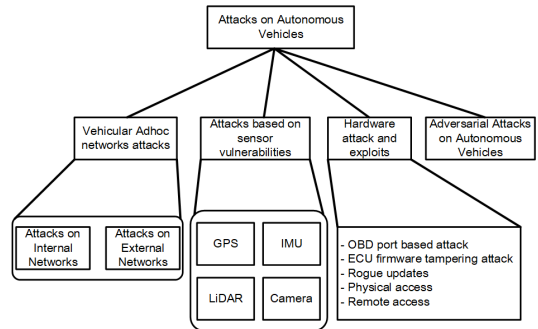 Attacks on Autonomous
Vehicles
Vehicular Adhoc
networks attacks
Attacks based on
sensor
vulnerabilities
Hardware
attack and
exploits
Adversarial Attacks
on Autonomous
Vehicles
Attacks on
Internal
Networks
Attacks on
External
Networks
GPS
IMU
LiDAR
Camera
- OBD port based attack
- ECU firmware tampering attack
- Rogue updates
- Physical access
- Remote access